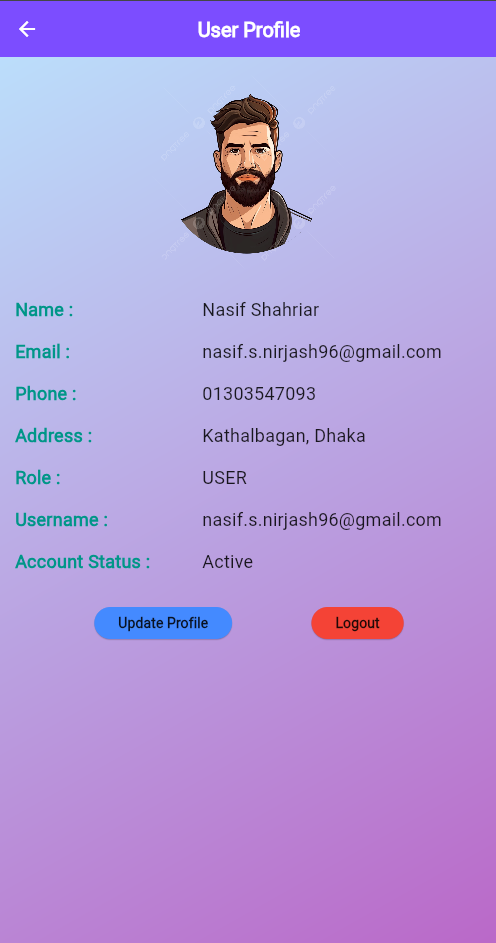 User Profile
Name : Nasif Shahriar
Email : nasif.s.nirjash96@gmail.com
Phone : 01303547093
Address : Kathalbagan, Dhaka
Role : USER
Username : nasif.s.nirjash96@gmail.com
Account Status : Active
Update Profile Logout